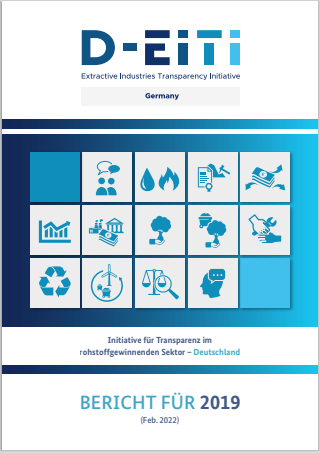 D-EiTi
Extractive Industries Transparency Initiative
Germany
Initiative für Transparenz im
rohstoffgewinnenden Sektor – Deutschland
BERICHT FÜR 2019
(Feb. 2022)